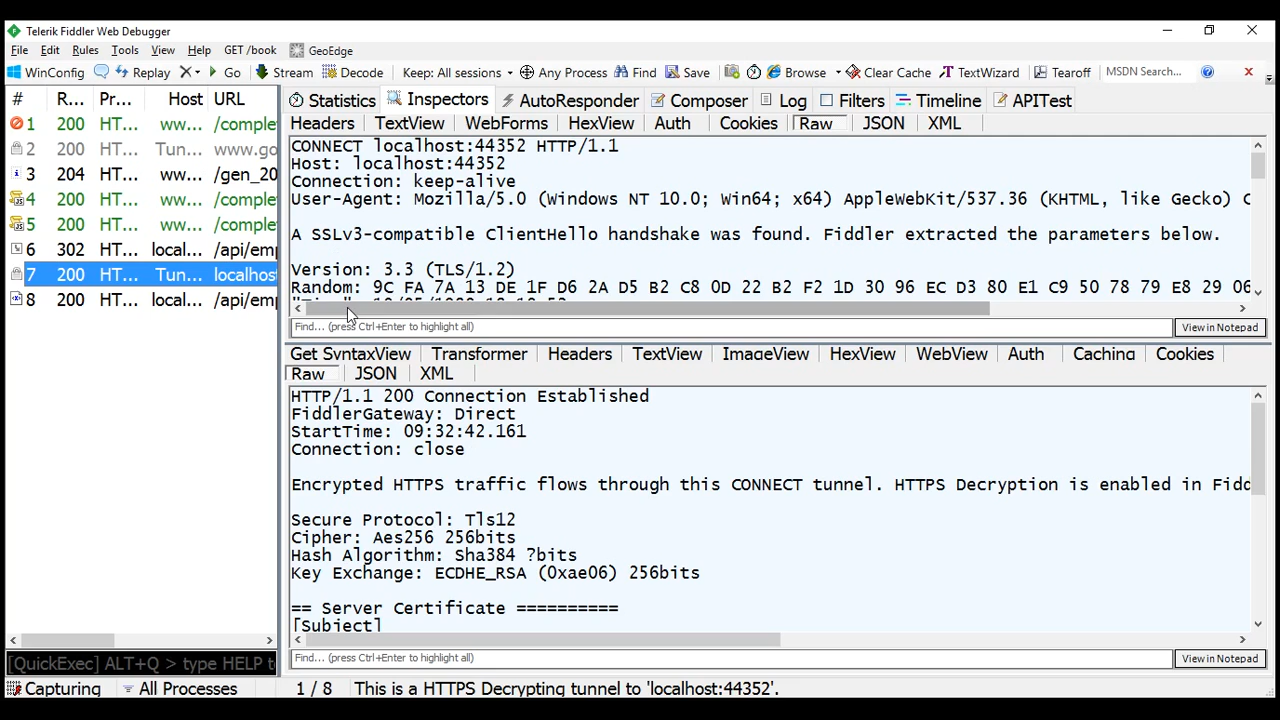 Telerik Fiddler Web Debugger
File Edit Rules Tools View Help GET /book GeoEdge
WinConfig Replay Go Stream Decode Keep: All sessions Any Process Find Save Browse Clear Cache TextWizard Tearoff MSDN Search...
# R... Pr... Host URL
1 200 HT... ww... /comple
2 200 HT... Tun... www.go
3 204 HT... ww... /gen_20
4 200 HT... ww... /comple
5 200 HT... ww... /comple
6 302 HT... local... /api/emp
7 200 HT... Tun... localhos
8 200 HT... local... /api/emp
[QuickExec] ALT+Q > type HELP to
Statistics Inspectors AutoResponder Composer Log Filters Timeline APITest
Headers TextView WebForms HexView Auth Cookies Raw JSON XML
CONNECT localhost:44352 HTTP/1.1
Host: localhost:44352
Connection: keep-alive
User-Agent: Mozilla/5.0 (Windows NT 10.0; Win64; x64) AppleWebKit/537.36 (KHTML, like Gecko) C
A SSLv3-compatible ClientHello handshake was found. Fiddler extracted the parameters below.
Version: 3.3 (TLS/1.2)
Random: 9C FA 7A 13 DE 1F D6 2A D5 B2 C8 0D 22 B2 F2 1D 30 96 EC D3 80 E1 C9 50 78 79 E8 29 06
Find... (press Ctrl+Enter to highlight all) View in Notepad
Get SyntaxView Transformer Headers TextView ImageView HexView WebView Auth Caching Cookies
Raw JSON XML
HTTP/1.1 200 Connection Established
FiddlerGateway: Direct
StartTime: 09:32:42.161
Connection: close
Encrypted HTTPS traffic flows through this CONNECT tunnel. HTTPS Decryption is enabled in Fidd
Secure Protocol: Tls12
Cipher: Aes256 256bits
Hash Algorithm: Sha384 ?bits
Key Exchange: ECDHE_RSA (0xae06) 256bits
== Server Certificate ==========
[Subject]
Find... (press Ctrl+Enter to highlight all) View in Notepad
Capturing All Processes 1 / 8 This is a HTTPS Decrypting tunnel to 'localhost:44352'.